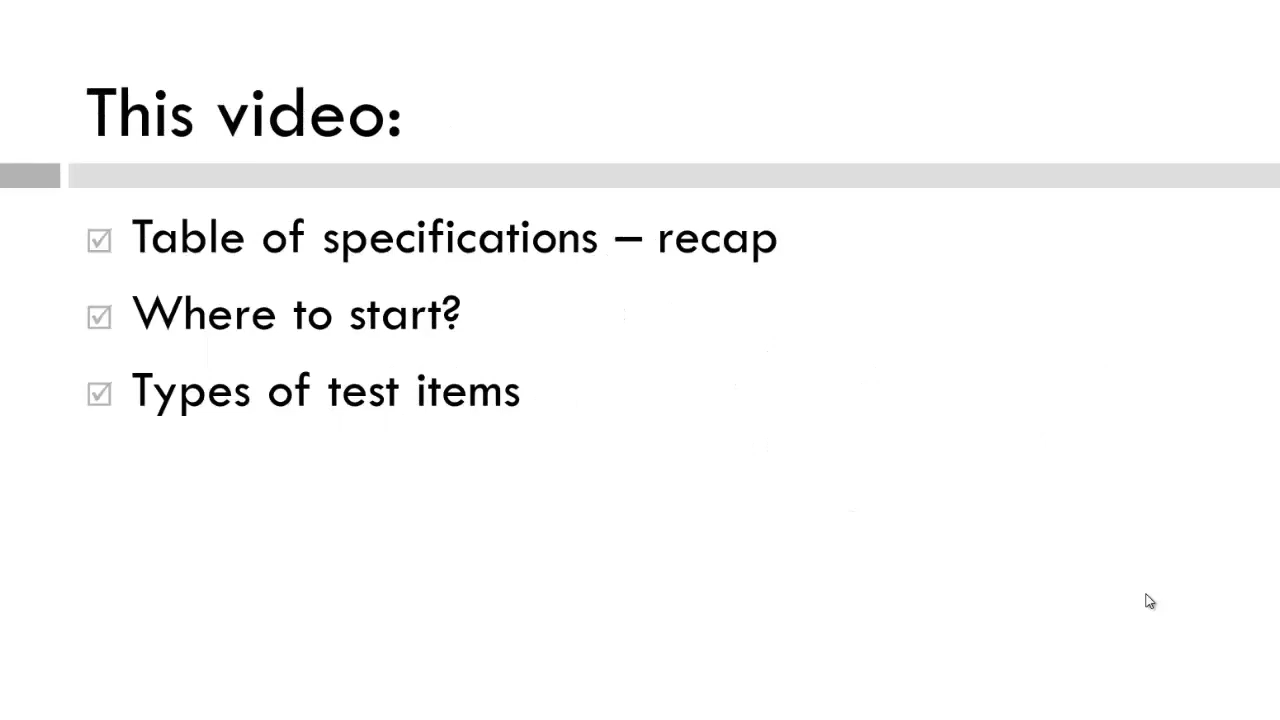 This video:
Table of specifications – recap
Where to start?
Types of test items